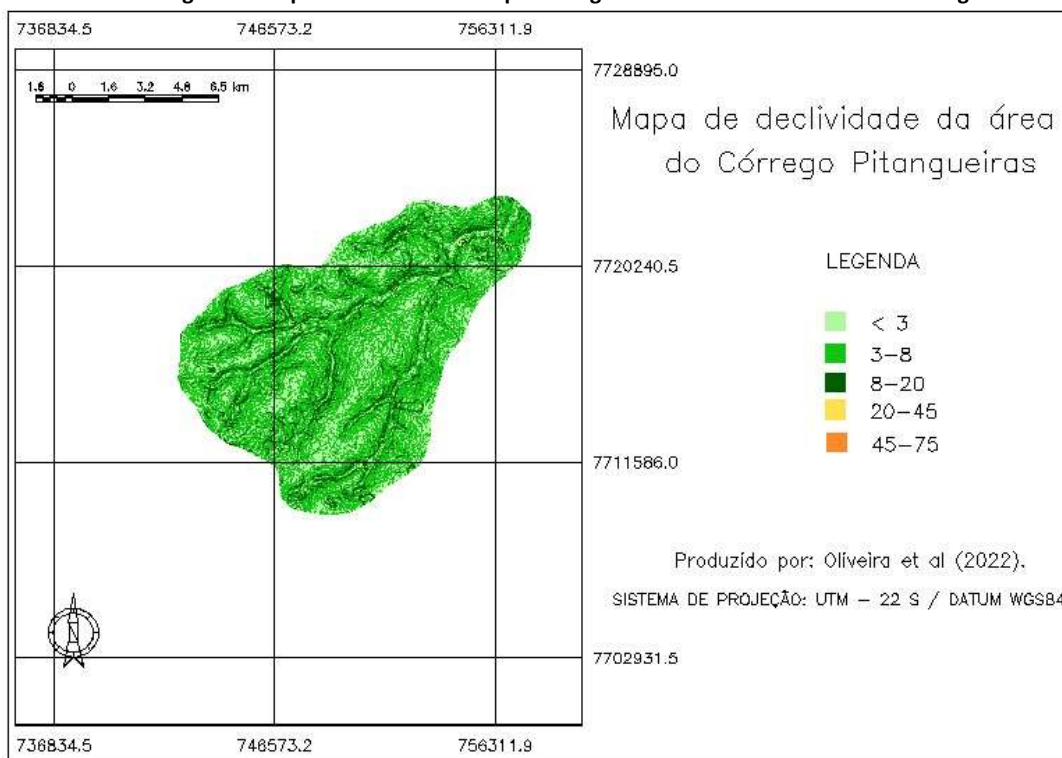 736834.5 746573.2 756311.9
7728895.0
1.6 0 1.6 3.2 4.8 6.5 km
Mapa de declividade da área
do Córrego Pitangueiras
7720240.5
LEGENDA
< 3
3–8
8–20
20–45
45–75
7711586.0
Produzido por: Oliveira et al (2022).
SISTEMA DE PROJEÇÃO: UTM – 22 S / DATUM WGS84
N
7702931.5
736834.5 746573.2 756311.9